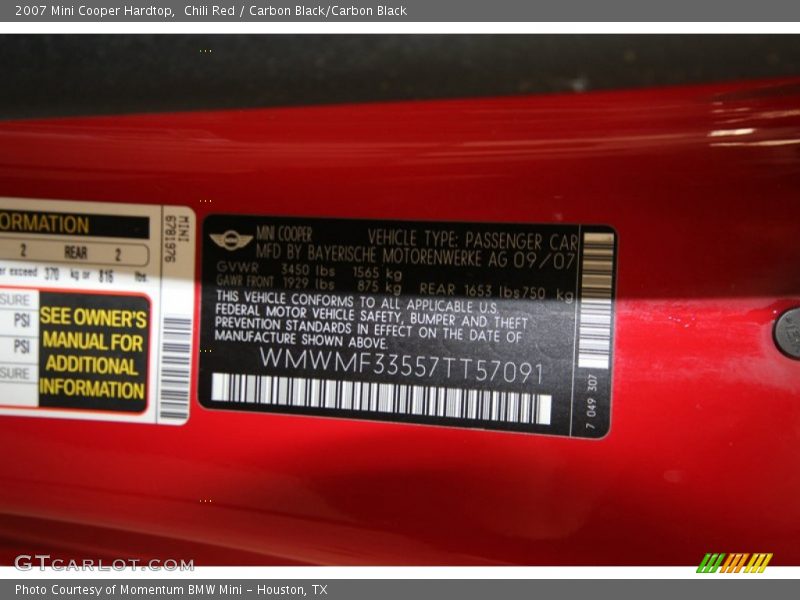 2007 Mini Cooper Hardtop,  Chili Red / Carbon Black/Carbon Black
ORMATION
2 REAR 2
er exceed 370 kg or 816 lbs.
SURE
PSI
PSI
SURE
SEE OWNER'S
MANUAL FOR
ADDITIONAL
INFORMATION
MINI
6781976
MINI COOPER VEHICLE TYPE: PASSENGER CAR
MFD BY BAYERISCHE MOTORENWERKE AG 09/07
GVWR 3450 lbs 1565 kg
GAWR FRONT 1929 lbs 875 kg REAR 1653 lbs 750 kg
THIS VEHICLE CONFORMS TO ALL APPLICABLE U.S.
FEDERAL MOTOR VEHICLE SAFETY, BUMPER AND THEFT
PREVENTION STANDARDS IN EFFECT ON THE DATE OF
MANUFACTURE SHOWN ABOVE.
WMWMF33557TT57091
7 049 307
GTCARLOT.COM
Photo Courtesy of Momentum BMW Mini - Houston, TX